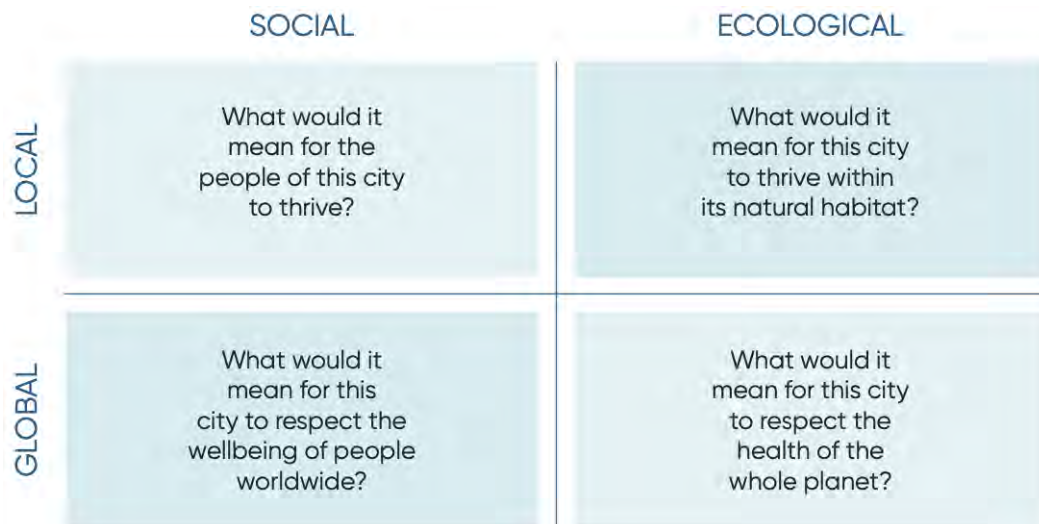 SOCIAL
ECOLOGICAL
LOCAL
What would it
mean for the
people of this city
to thrive?
What would it
mean for this city
to thrive within
its natural habitat?
GLOBAL
What would it
mean for this
city to respect the
wellbeing of people
worldwide?
What would it
mean for this city
to respect the
health of the
whole planet?